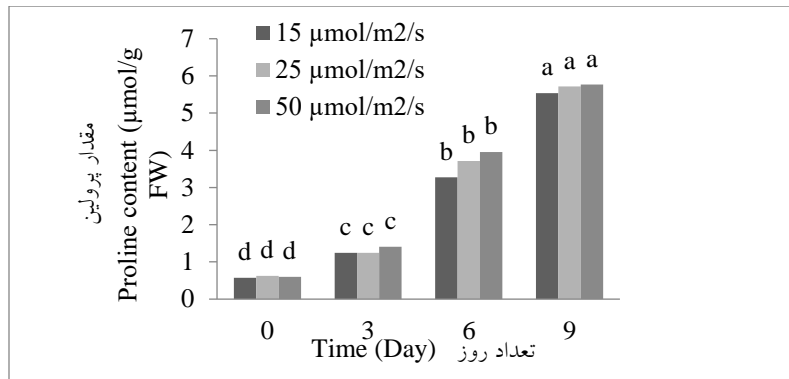 7
6
5
4
3
2
1
0
مقدار پرولین
Proline content (µmol/g
FW)
15 µmol/m2/s
25 µmol/m2/s
50 µmol/m2/s
d d d
c c c
b b b
a a a
0 3 6 9
Time (Day) تعداد روز